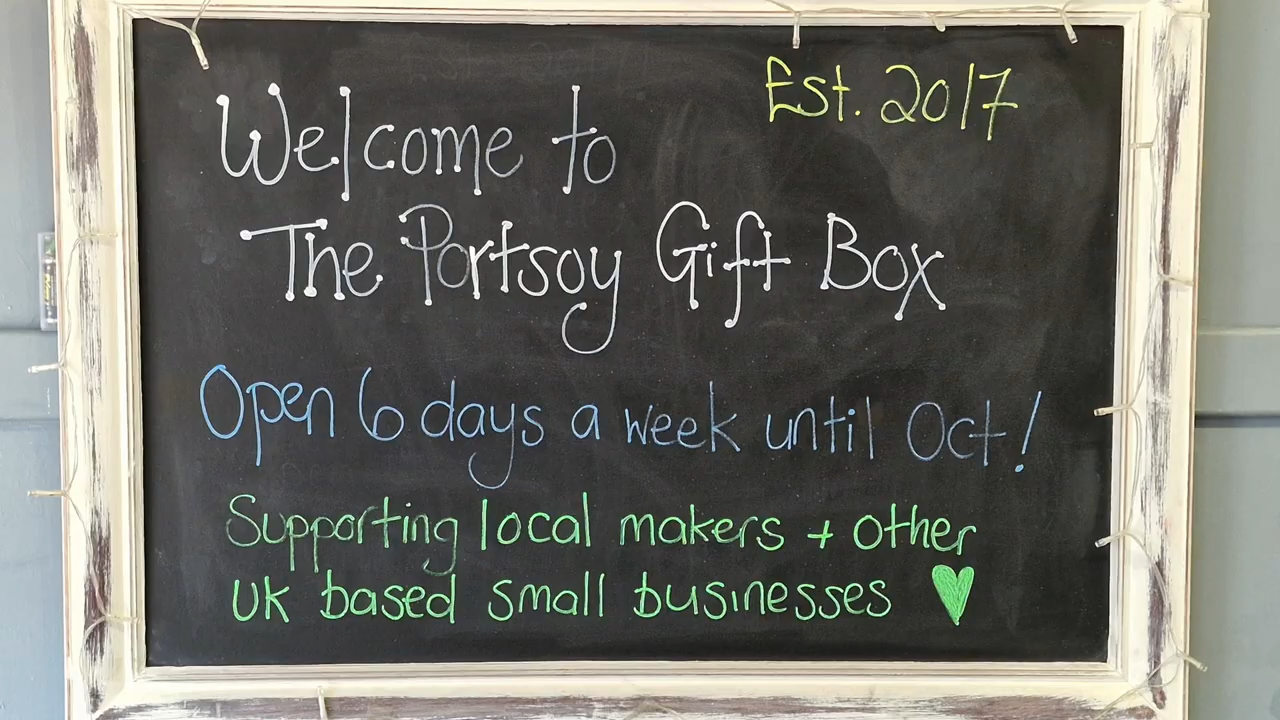 Est. 2017
Welcome to
The Portsoy Gift Box
Open 6 days a week until Oct!
Supporting local makers + other
UK based small businesses ♥